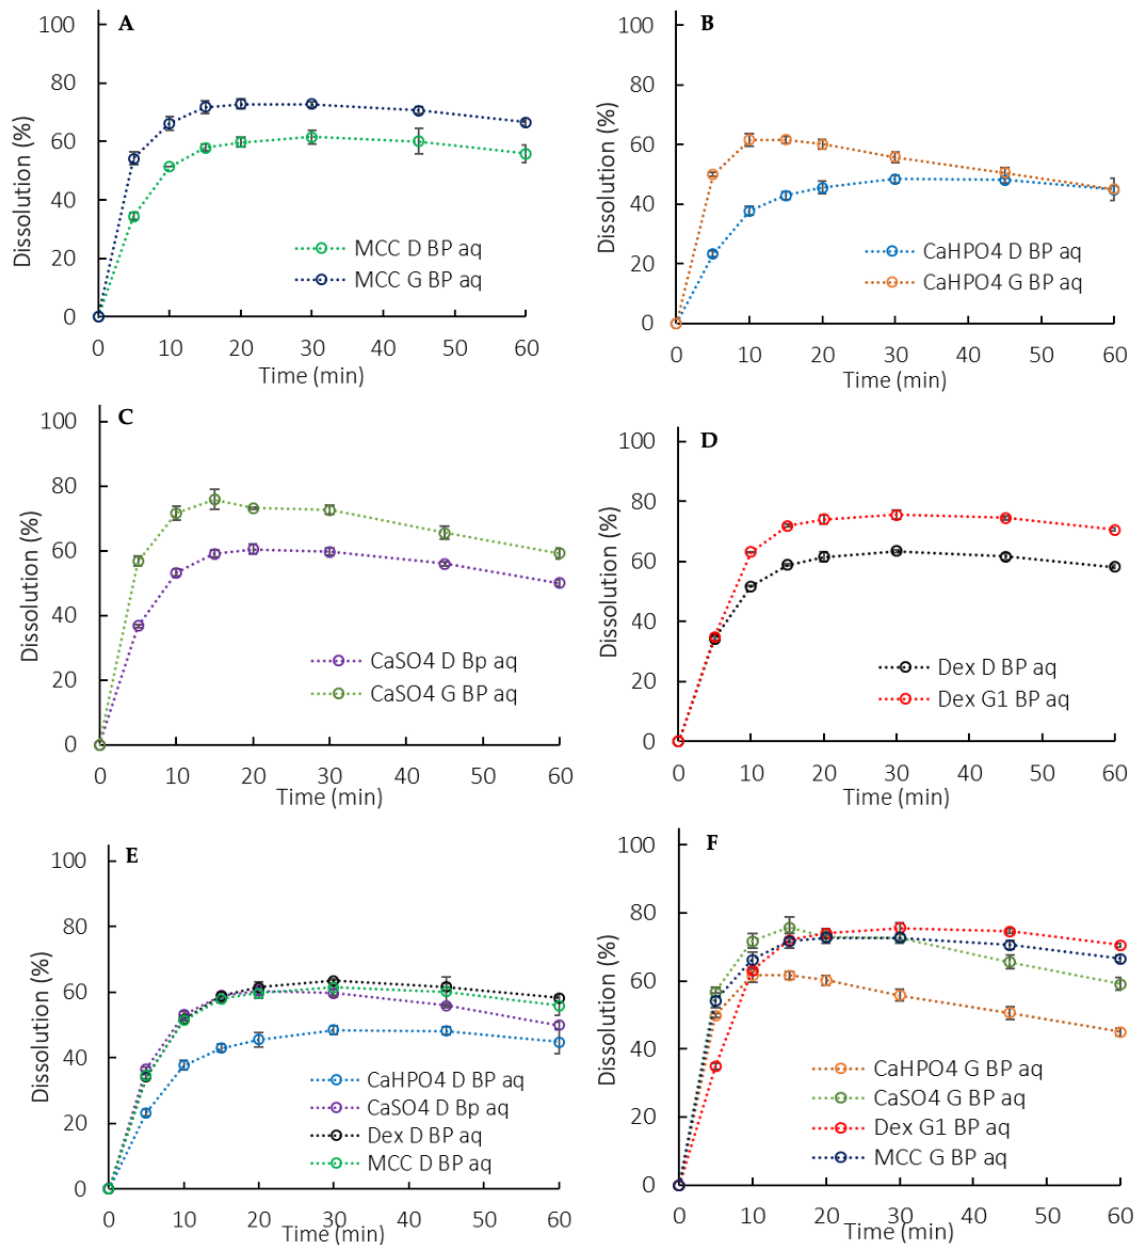 A
100
80
60
40
20
0
Dissolution (%)
MCC D BP aq
MCC G BP aq
0 10 20 30 40 50 60
Time (min)
B
100
80
60
40
20
0
Dissolution (%)
CaHPO4 D BP aq
CaHPO4 G BP aq
0 10 20 30 40 50 60
Time (min)
C
100
80
60
40
20
0
Dissolution (%)
CaSO4 D Bp aq
CaSO4 G BP aq
0 10 20 30 40 50 60
Time (min)
D
100
80
60
40
20
0
Dissolution (%)
Dex D BP aq
Dex G1 BP aq
0 10 20 30 40 50 60
Time (min)
E
100
80
60
40
20
0
Dissolution (%)
CaHPO4 D BP aq
CaSO4 D Bp aq
Dex D BP aq
MCC D BP aq
0 10 20 30 40 50 60
Time (min)
F
100
80
60
40
20
0
Dissolution (%)
CaHPO4 G BP aq
CaSO4 G BP aq
Dex G1 BP aq
MCC G BP aq
0 10 20 30 40 50 60
Time (min)